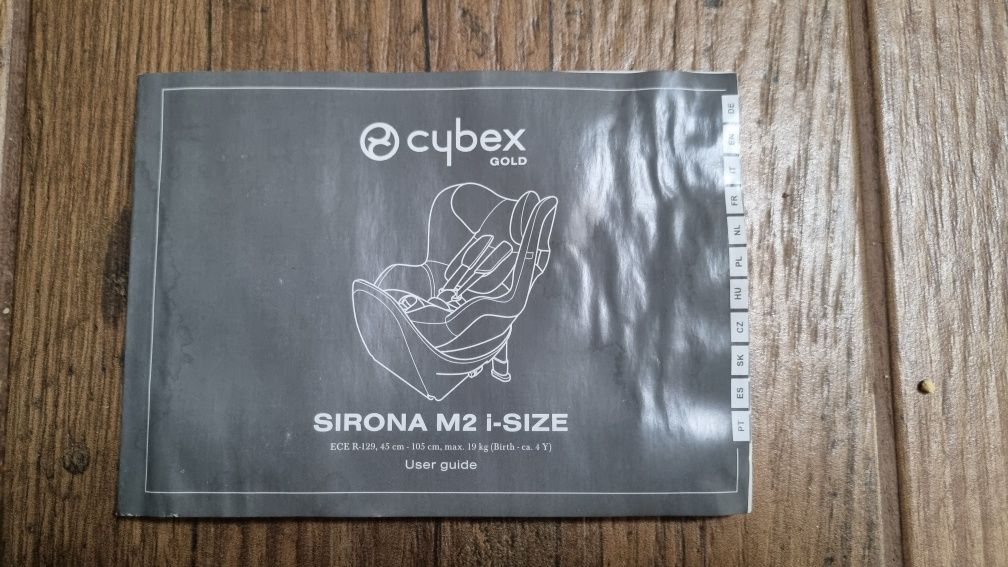 cybex
GOLD
SIRONA M2 i-SIZE
ECE R-129, 45 cm - 105 cm, max. 19 kg (Birth - ca. 4 Y)
User guide
DE
EN
IT
FR
NL
PL
HU
CZ
SK
ES
PT